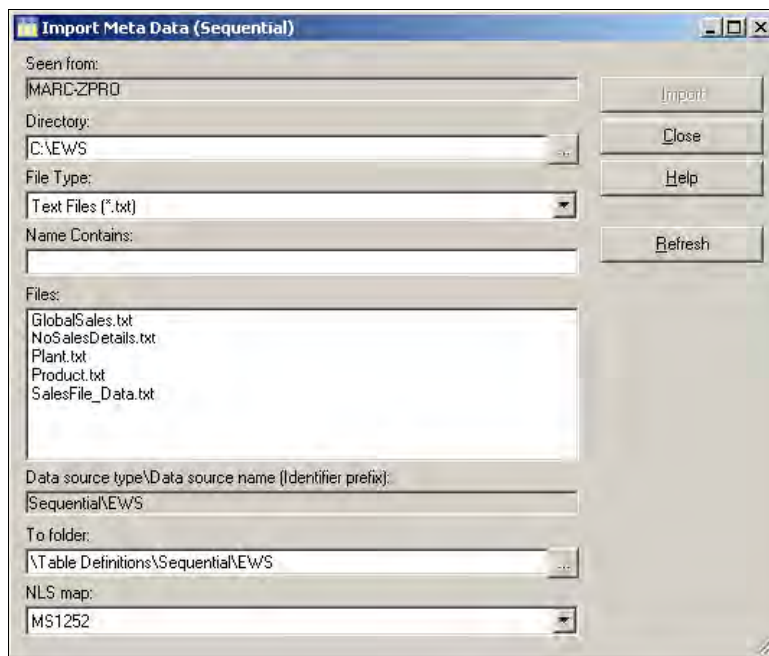 Import Meta Data (Sequential)
Seen from:
MARC-ZPRO
Import
Directory:
Close
C:\EWS
...
File Type:
Help
Text Files (*.txt)
Name Contains:
Refresh
Files:
GlobalSales.txt
NoSalesDetails.txt
Plant.txt
Product.txt
SalesFile_Data.txt
Data source type\Data source name (Identifier prefix):
Sequential\EWS
To folder:
\Table Definitions\Sequential\EWS
...
NLS map:
MS1252